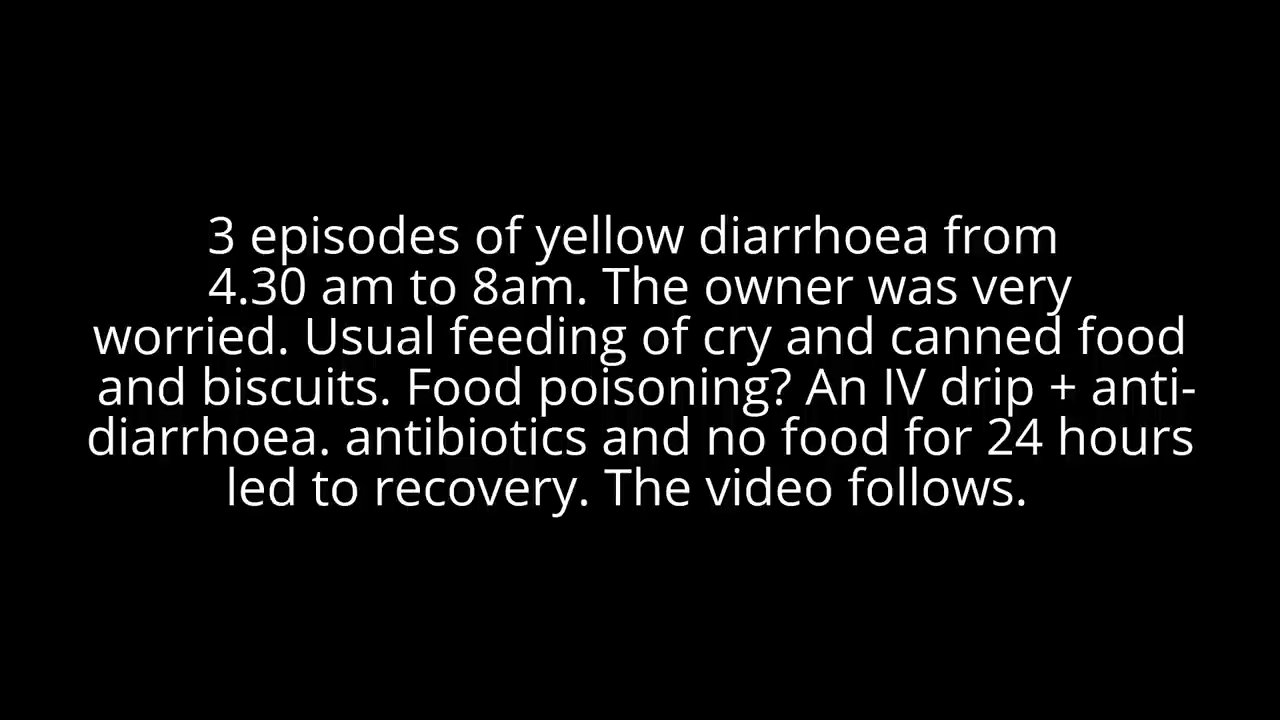 3 episodes of yellow diarrhoea from
4.30 am to 8am. The owner was very
worried. Usual feeding of cry and canned food
and biscuits. Food poisoning? An IV drip + anti-
diarrhoea. antibiotics and no food for 24 hours
led to recovery. The video follows.